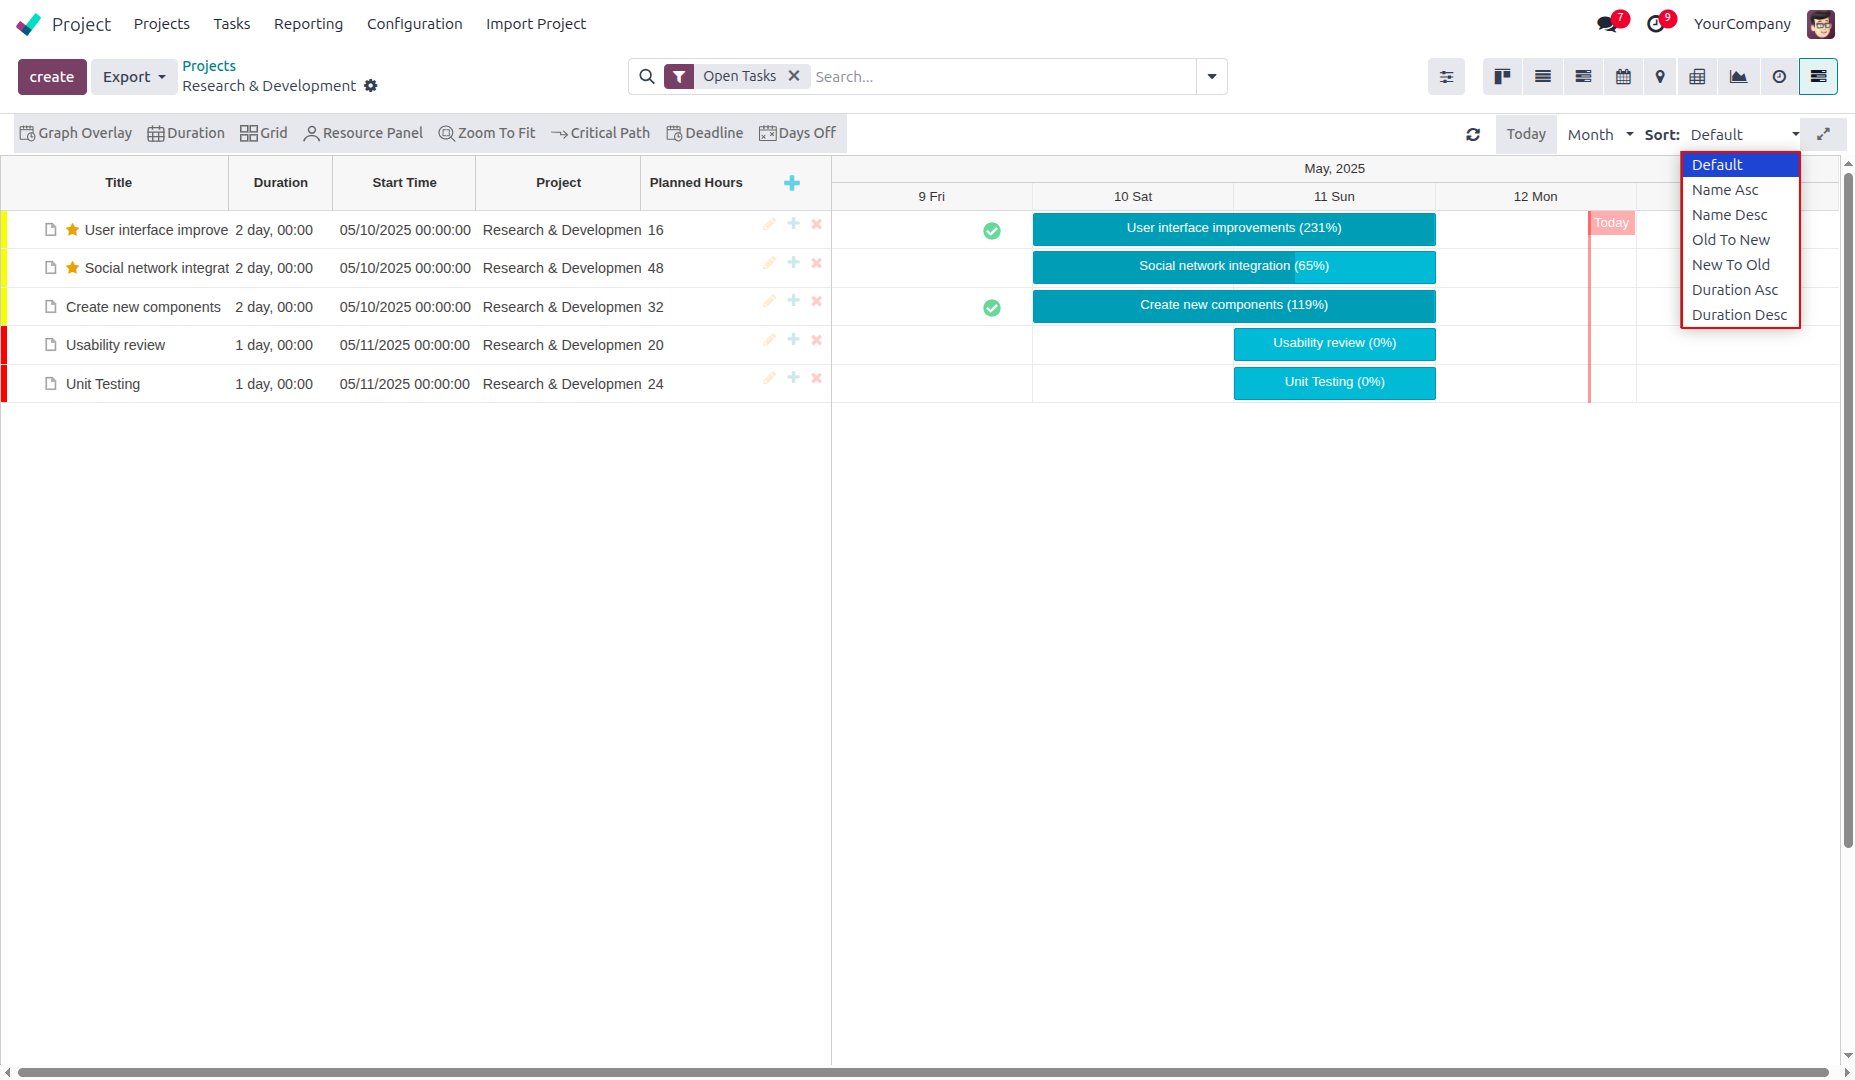 Project Projects Tasks Reporting Configuration Import Project 7 9 YourCompany
create Export Projects
Research & Development
Open Tasks Search...
Graph Overlay Duration Grid Resource Panel Zoom To Fit Critical Path Deadline Days Off Today Month Sort: Default
Default
Name Asc
Name Desc
Old To New
New To Old
Duration Asc
Duration Desc
Title Duration Start Time Project Planned Hours
May, 2025
9 Fri 10 Sat 11 Sun 12 Mon
Today
User interface improve 2 day, 00:00 05/10/2025 00:00:00 Research & Developmen 16 User interface improvements (231%)
Social network integrat 2 day, 00:00 05/10/2025 00:00:00 Research & Developmen 48 Social network integration (65%)
Create new components 2 day, 00:00 05/10/2025 00:00:00 Research & Developmen 32 Create new components (119%)
Usability review 1 day, 00:00 05/11/2025 00:00:00 Research & Developmen 20 Usability review (0%)
Unit Testing 1 day, 00:00 05/11/2025 00:00:00 Research & Developmen 24 Unit Testing (0%)